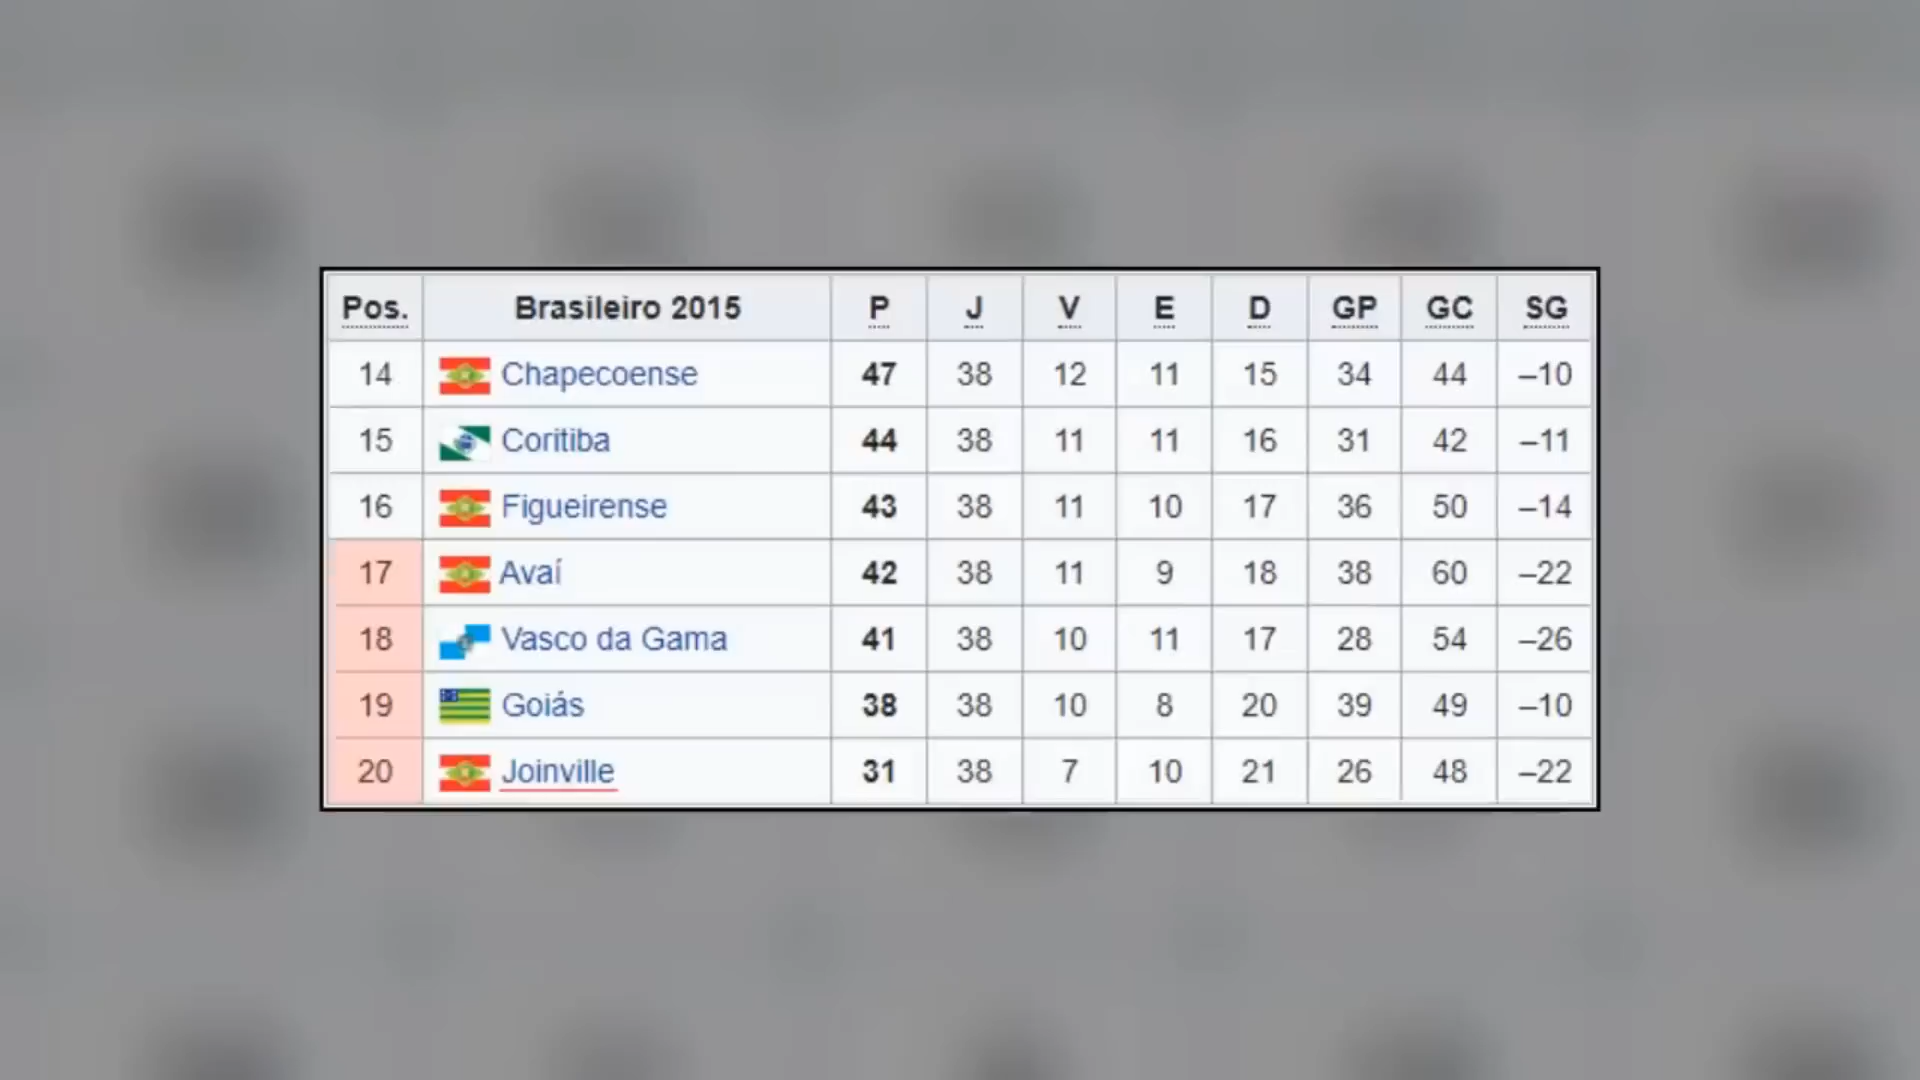 Pos. Brasileiro 2015 P J V E D GP GC SG
14 Chapecoense 47 38 12 11 15 34 44 –10
15 Coritiba 44 38 11 11 16 31 42 –11
16 Figueirense 43 38 11 10 17 36 50 –14
17 Avaí 42 38 11 9 18 38 60 –22
18 Vasco da Gama 41 38 10 11 17 28 54 –26
19 Goiás 38 38 10 8 20 39 49 –10
20 Joinville 31 38 7 10 21 26 48 –22